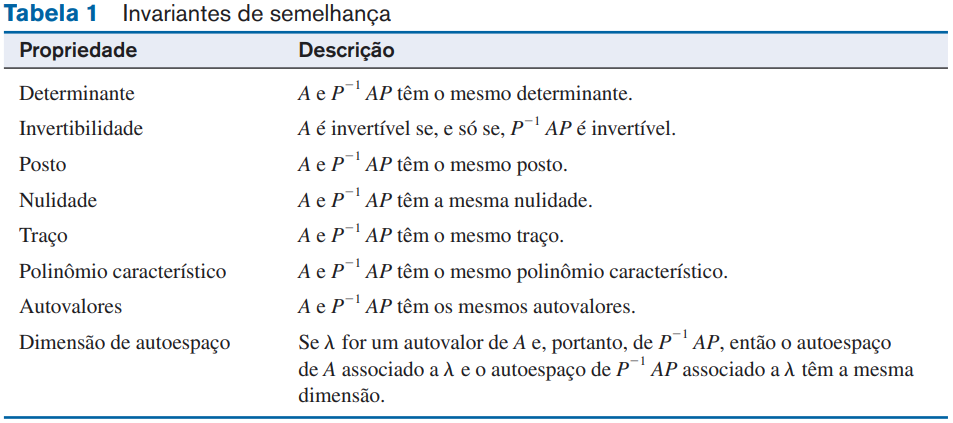 Tabela 1 Invariantes de semelhança
Propriedade Descrição
Determinante A e P⁻¹ AP têm o mesmo determinante.
Invertibilidade A é invertível se, e só se, P⁻¹ AP é invertível.
Posto A e P⁻¹ AP têm o mesmo posto.
Nulidade A e P⁻¹ AP têm a mesma nulidade.
Traço A e P⁻¹ AP têm o mesmo traço.
Polinômio característico A e P⁻¹ AP têm o mesmo polinômio característico.
Autovalores A e P⁻¹ AP têm os mesmos autovalores.
Dimensão de autoespaço Se λ for um autovalor de A e, portanto, de P⁻¹ AP, então o autoespaço
de A associado a λ e o autoespaço de P⁻¹ AP associado a λ têm a mesma
dimensão.